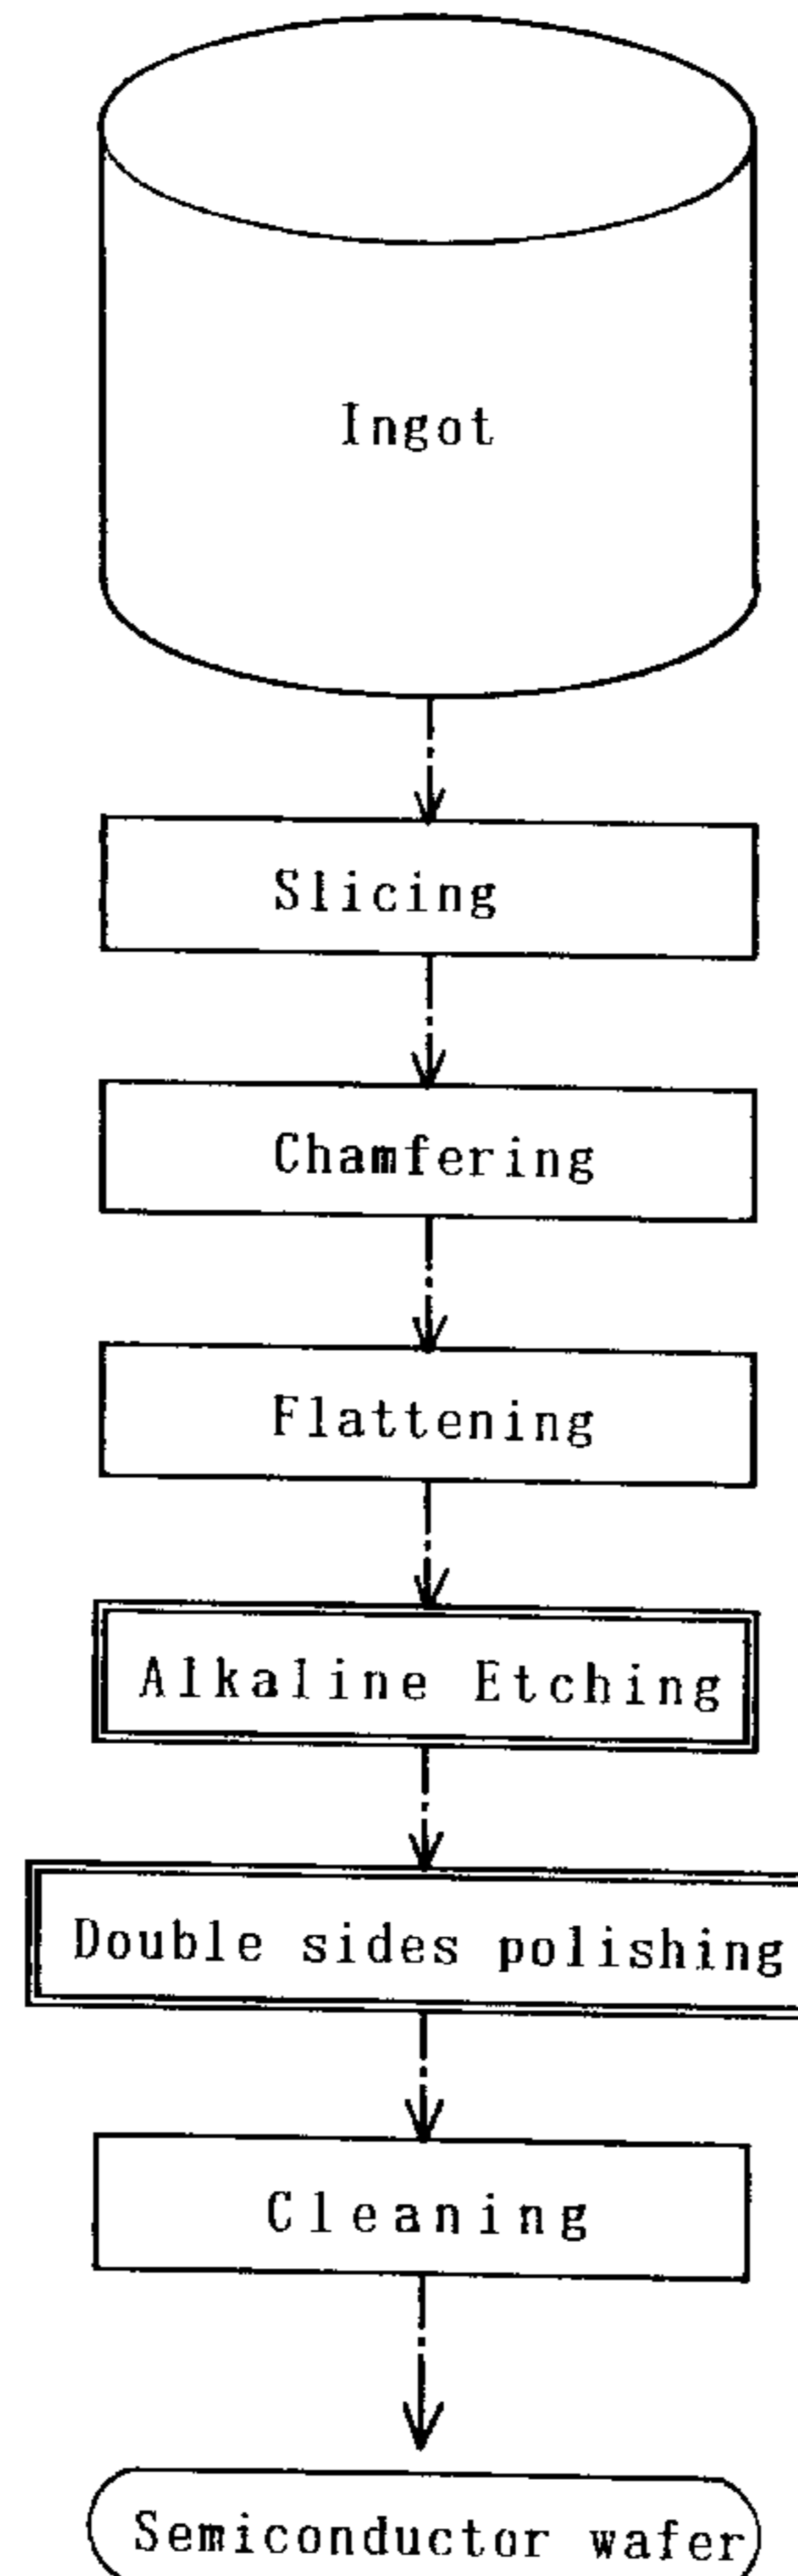 Ingot
Slicing
Chamfering
Flattening
Alkaline Etching
Double sides polishing
Cleaning
Semiconductor wafer